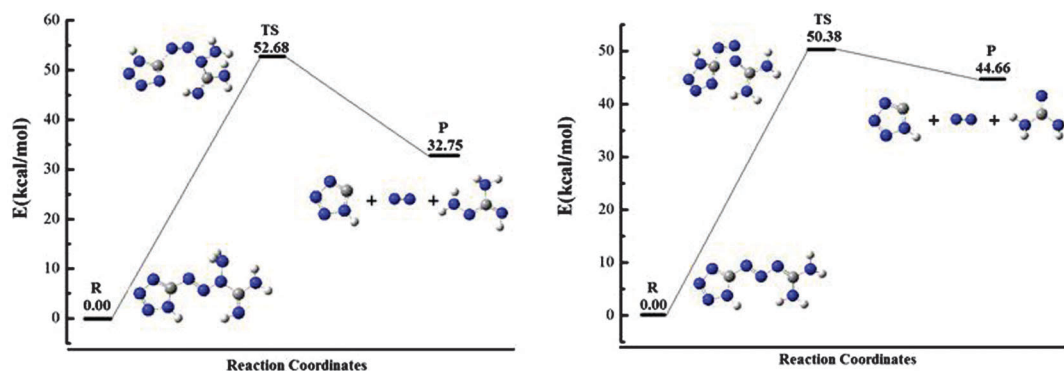 60
50
40
30
20
10
0
E(kcal/mol)
TS
52.68
P
32.75
+ +
R
0.00
Reaction Coordinates
50
40
30
20
10
0
E(kcal/mol)
TS
50.38
P
44.66
+ +
R
0.00
Reaction Coordinates